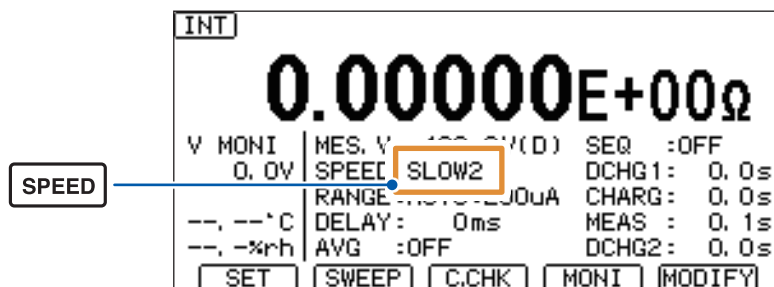 INT
0.00000E+00Ω
V MONI MES. V (D) SEQ :OFF
SPEED 0.0V SPEED SLOW2 DCHG1: 0.0s
RANGE 200uA CHARG: 0.0s
--.--°C DELAY: 0ms MEAS : 0.1s
--.-%rh AVG :OFF DCHG2: 0.0s
SET SWEEP C.CHK MONI MODIFY